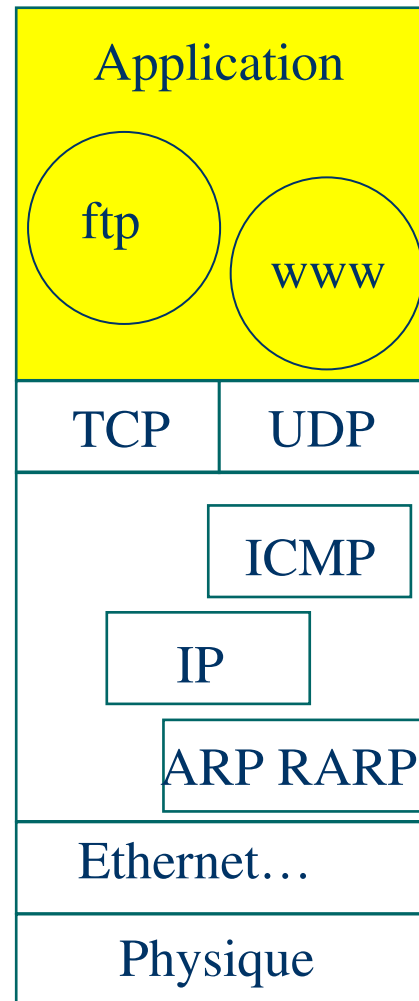 Application
ftp
www
TCP UDP
ICMP
IP
ARP RARP
Ethernet…
Physique